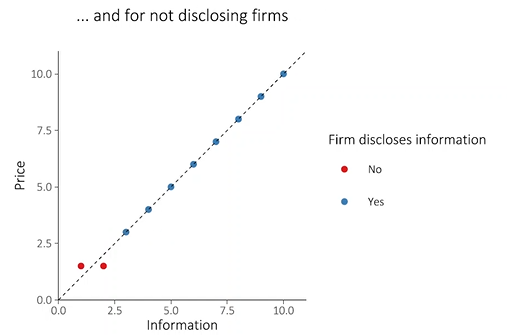 ... and for not disclosing firms
10.0
7.5
5.0
2.5
0.0
Price
0.0 2.5 5.0 7.5 10.0
Information
Firm discloses information
No
Yes